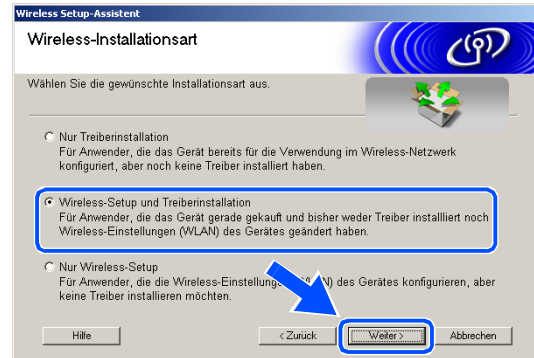 Wireless Setup-Assistent
Wireless-Installationsart
Wählen Sie die gewünschte Installationsart aus.
Nur Treiberinstallation
Für Anwender, die das Gerät bereits für die Verwendung im Wireless-Netzwerk
konfiguriert, aber noch keine Treiber installiert haben.
Wireless-Setup und Treiberinstallation
Für Anwender, die das Gerät gerade gekauft und bisher weder Treiber installliert noch
Wireless-Einstellungen (WLAN) des Gerätes geändert haben.
Nur Wireless-Setup
Für Anwender, die die Wireless-Einstellung N) des Gerätes konfigurieren, aber
keine Treiber installieren möchten.
Hilfe
< Zurück
Weiter >
Abbrechen